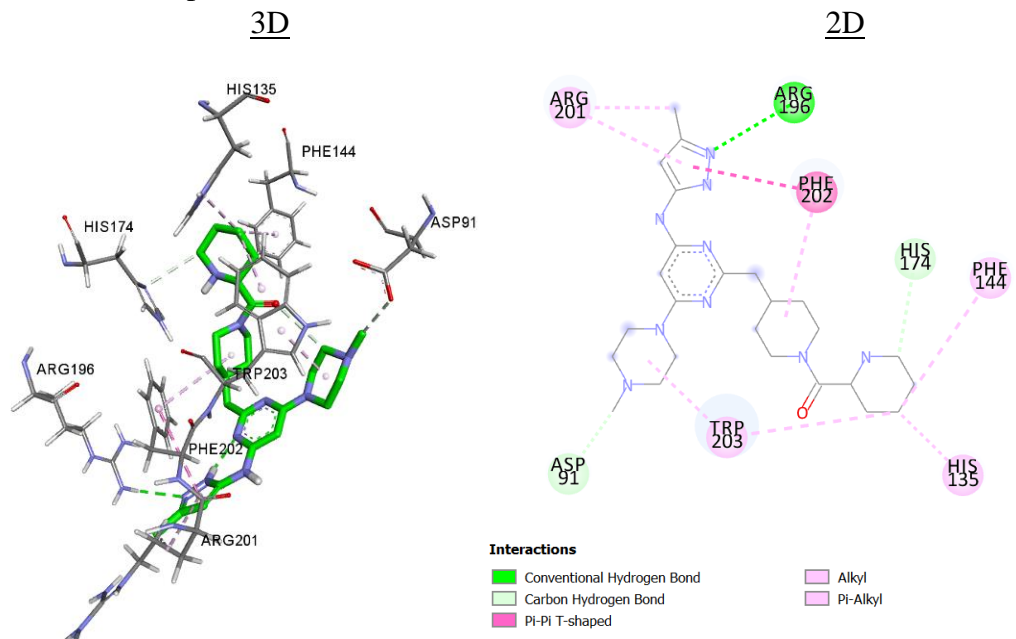 3D
2D
HIS135
PHE144
HIS174
ASP91
ARG196
TRP203
PHE202
ARG201
ARG
201
ARG
196
PHE
202
HIS
174
PHE
144
N
N
N
N
N
N
N
N
N
N
O
TRP
203
ASP
91
HIS
135
Interactions
Conventional Hydrogen Bond
Carbon Hydrogen Bond
Pi-Pi T-shaped
Alkyl
Pi-Alkyl